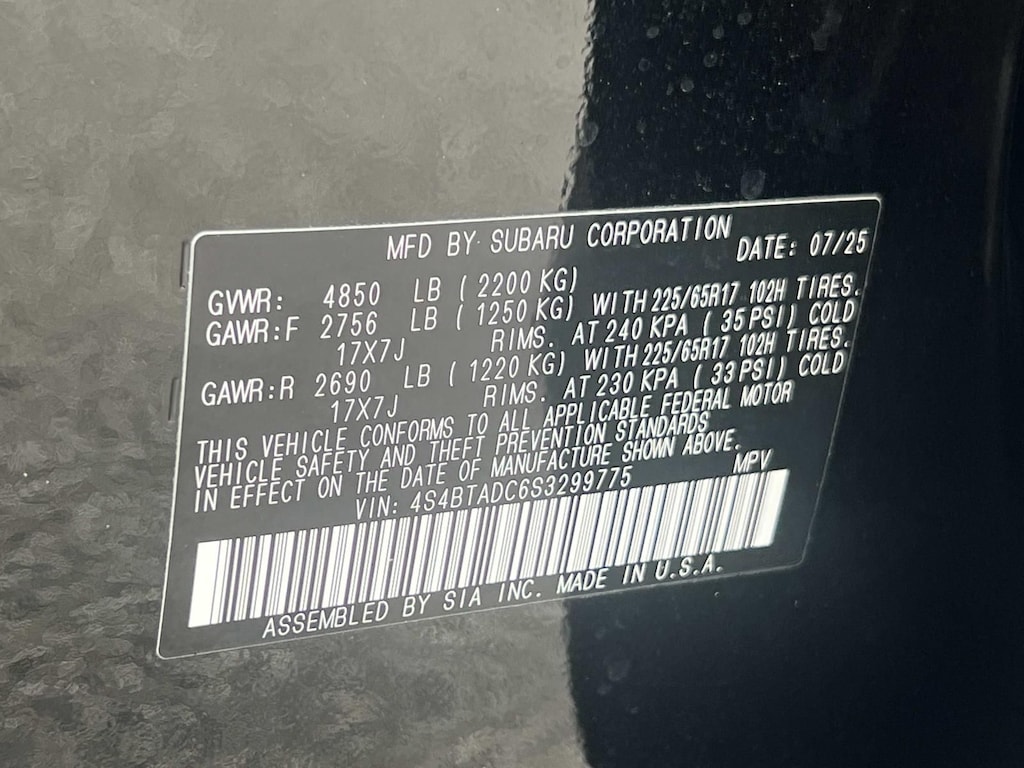 MFD BY SUBARU CORPORATION DATE: 07/25
GVWR: 4850 LB ( 2200 KG)
GAWR:F 2756 LB ( 1250 KG) WITH 225/65R17 102H TIRES.
17X7J RIMS. AT 240 KPA ( 35 PSI) COLD
GAWR:R 2690 LB ( 1220 KG) WITH 225/65R17 102H TIRES.
17X7J RIMS. AT 230 KPA ( 33 PSI) COLD
THIS VEHICLE CONFORMS TO ALL APPLICABLE FEDERAL MOTOR
VEHICLE SAFETY AND THEFT PREVENTION STANDARDS
IN EFFECT ON THE DATE OF MANUFACTURE SHOWN ABOVE.
VIN: 4S4BTADC6S3299775 MPV
ASSEMBLED BY SIA INC. MADE IN U.S.A.